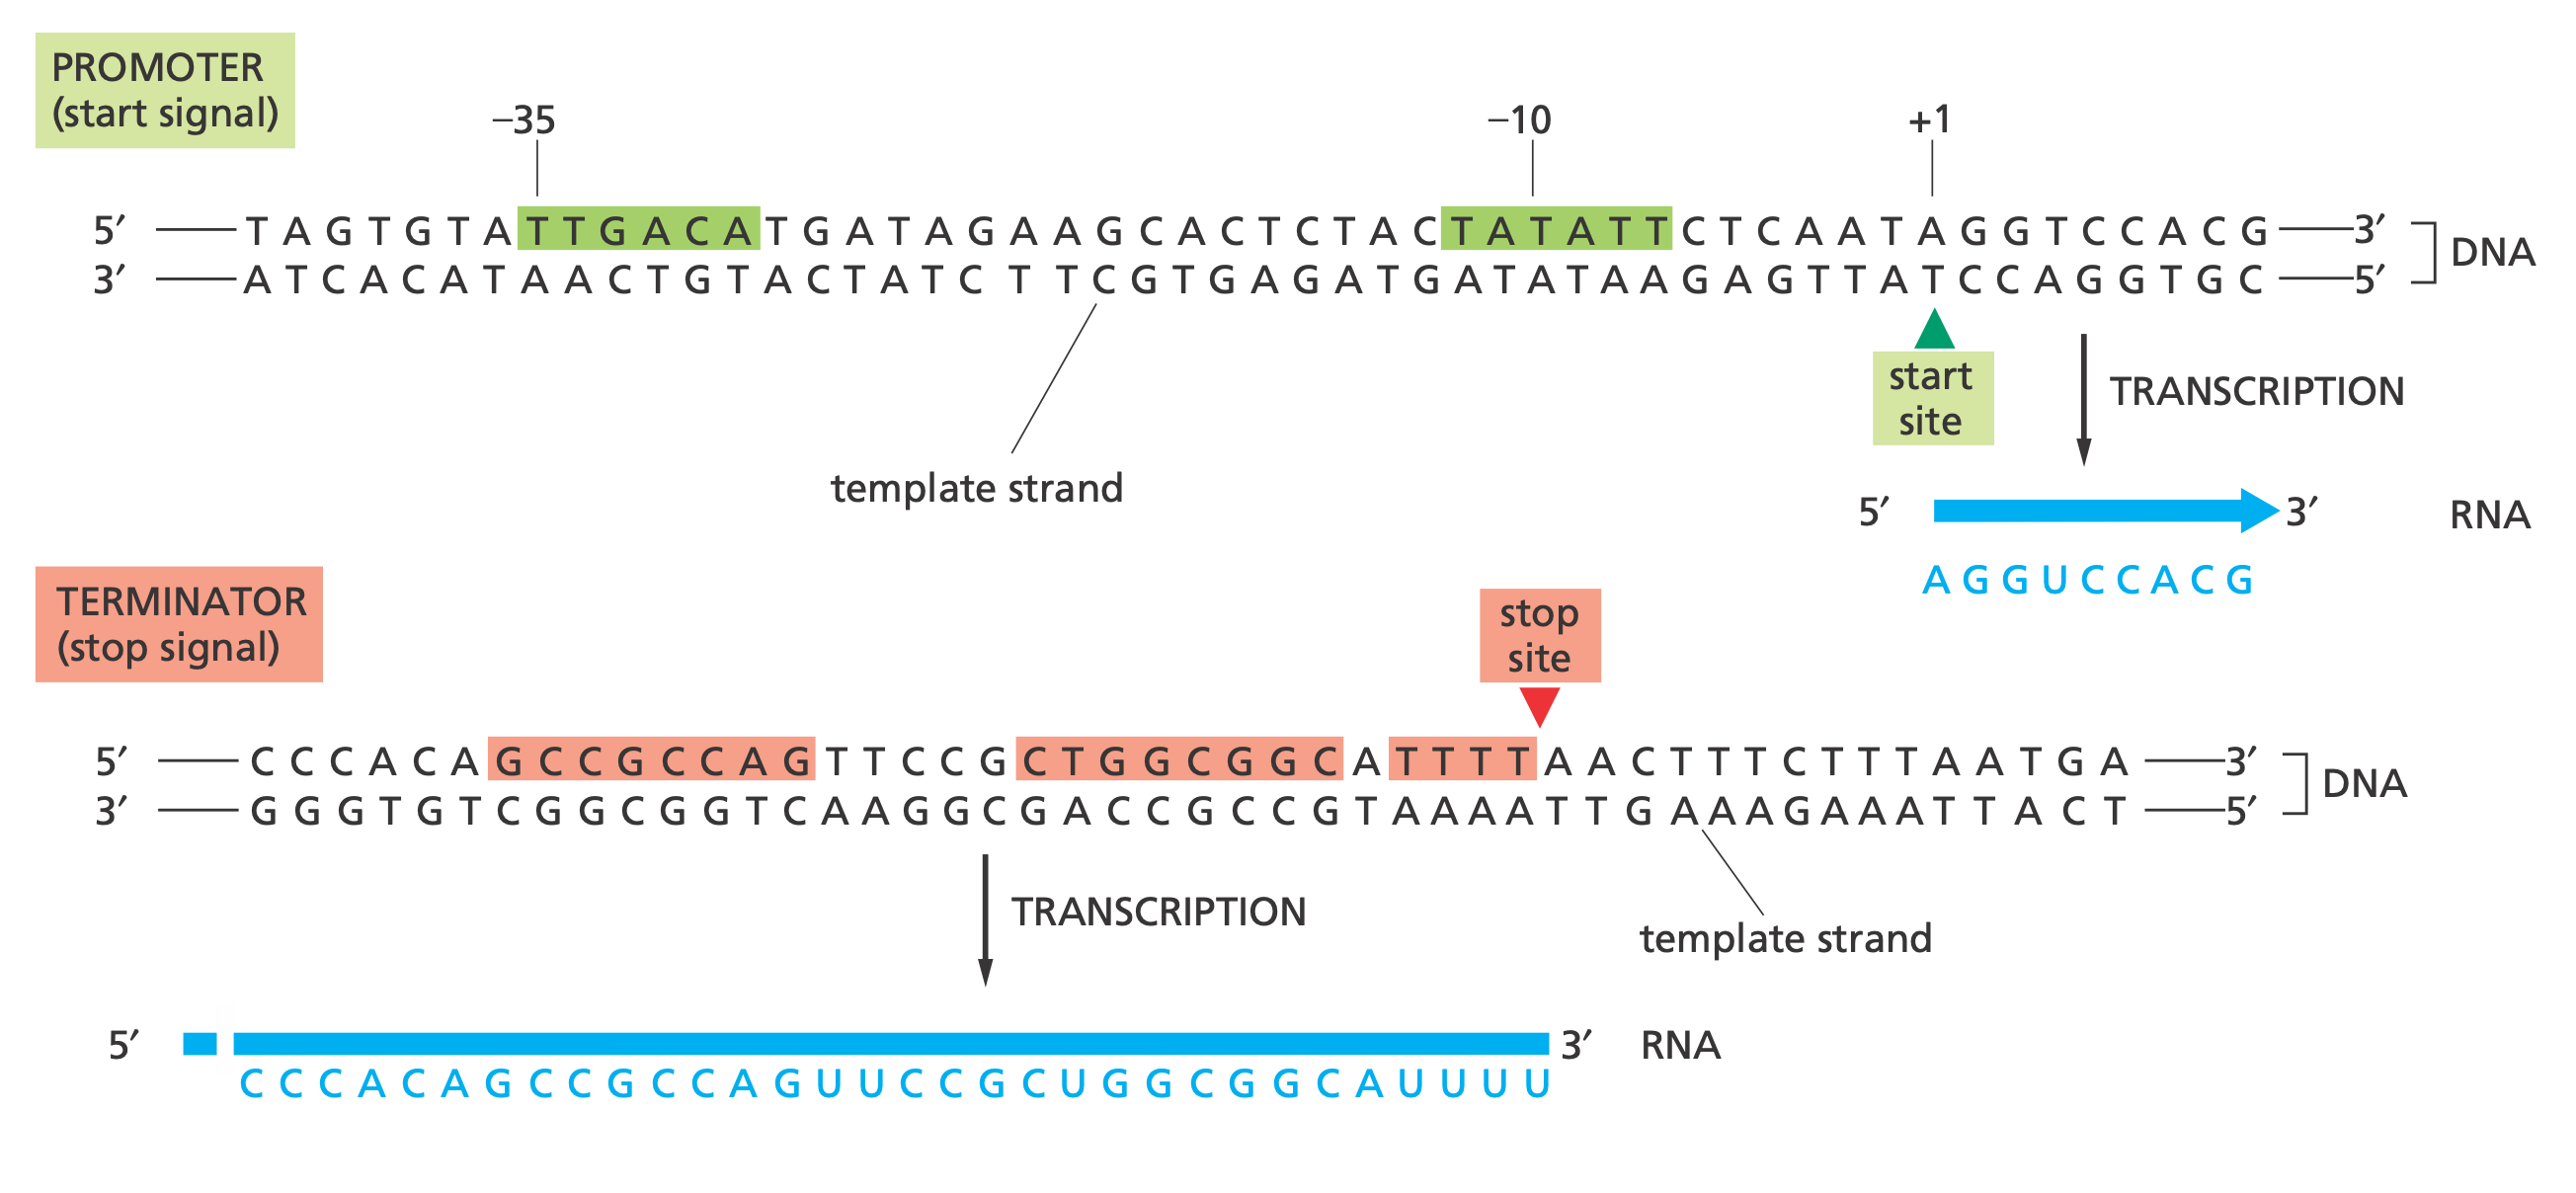 PROMOTER
(start signal)
–35 –10 +1
5′ T A G T G T A T T G A C A T G A T A G A A G C A C T C T A C T A T A T T C T C A A T A G G T C C A C G 3′
3′ A T C A C A T A A C T G T A C T A T C T T C G T G A G A T G A T A T A A G A G T T A T C C A G G T G C 5′
DNA
start
site
TRANSCRIPTION
template strand
5′ 3′ RNA
A G G U C C A C G
TERMINATOR
(stop signal)
stop
site
5′ C C C A C A G C C G C C A G T T C C G C T G G C G G C A T T T T A A C T T T C T T T A A T G A 3′
3′ G G G T G T C G G C G G T C A A G G C G A C C G C C G T A A A A T T G A A A G A A A T T A C T 5′
DNA
TRANSCRIPTION
template strand
5′ 3′ RNA
C C C A C A G C C G C C A G U U C C G C U G G C G G C A U U U U